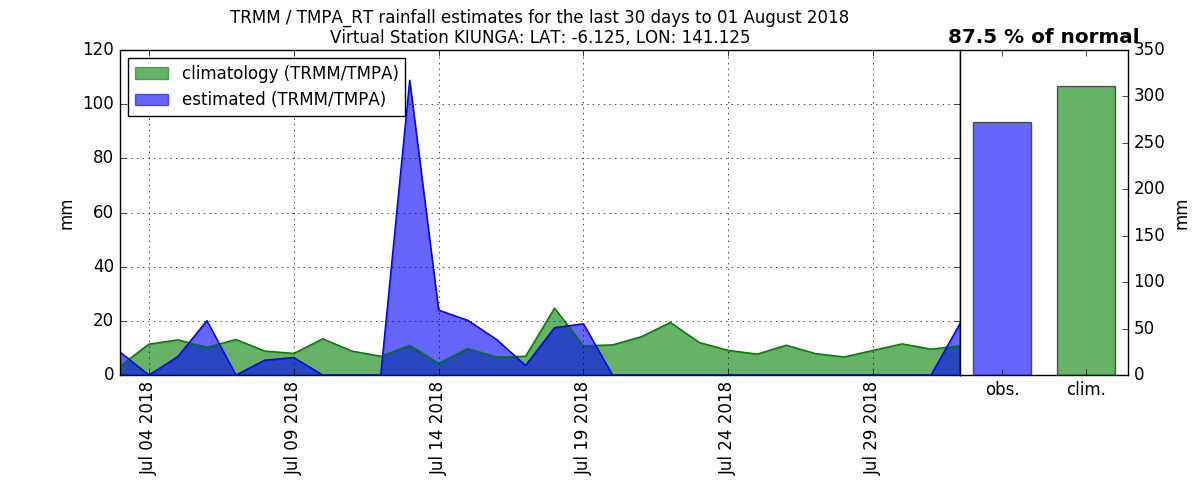 TRMM / TMPA_RT rainfall estimates for the last 30 days to 01 August 2018
Virtual Station KIUNGA: LAT: -6.125, LON: 141.125
87.5 % of normal
climatology (TRMM/TMPA)
estimated (TRMM/TMPA)
120
100
80
60
40
20
0
mm
Jul 04 2018
Jul 09 2018
Jul 14 2018
Jul 19 2018
Jul 24 2018
Jul 29 2018
350
300
250
200
150
100
50
0
mm
obs.
clim.